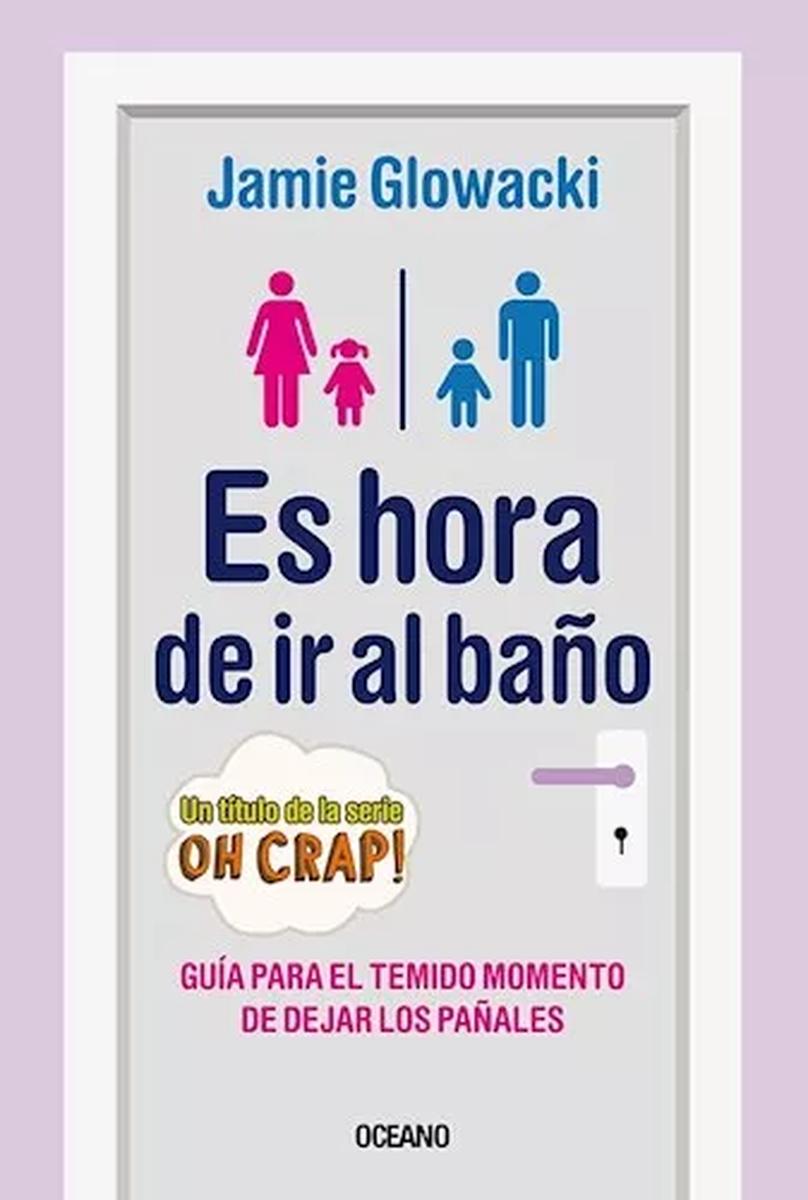 Jamie Glowacki
Es hora
de ir al baño
Un título de la serie
OH CRAP!
GUÍA PARA EL TEMIDO MOMENTO
DE DEJAR LOS PAÑALES
OCEANO